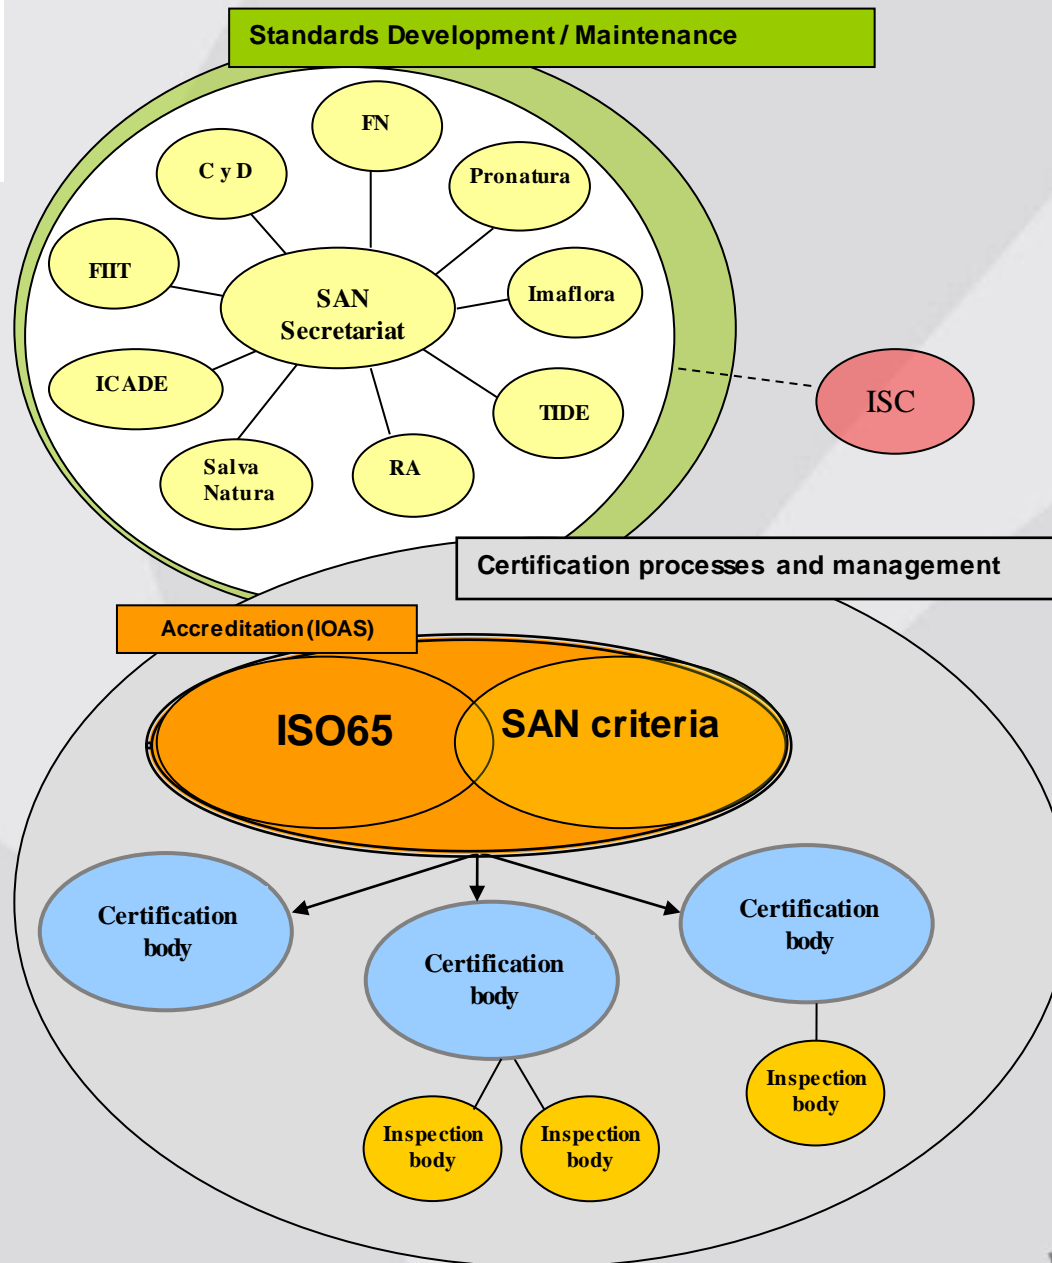 Standards Development / Maintenance
FN
C y D
Pronatura
FIIT
SAN
Secretariat
Imaflora
ICADE
TIDE
ISC
Salva
Natura
RA
Certification processes and management
Accreditation (IOAS)
ISO65
SAN criteria
Certification
body
Certification
body
Certification
body
Inspection
body
Inspection
body
Inspection
body